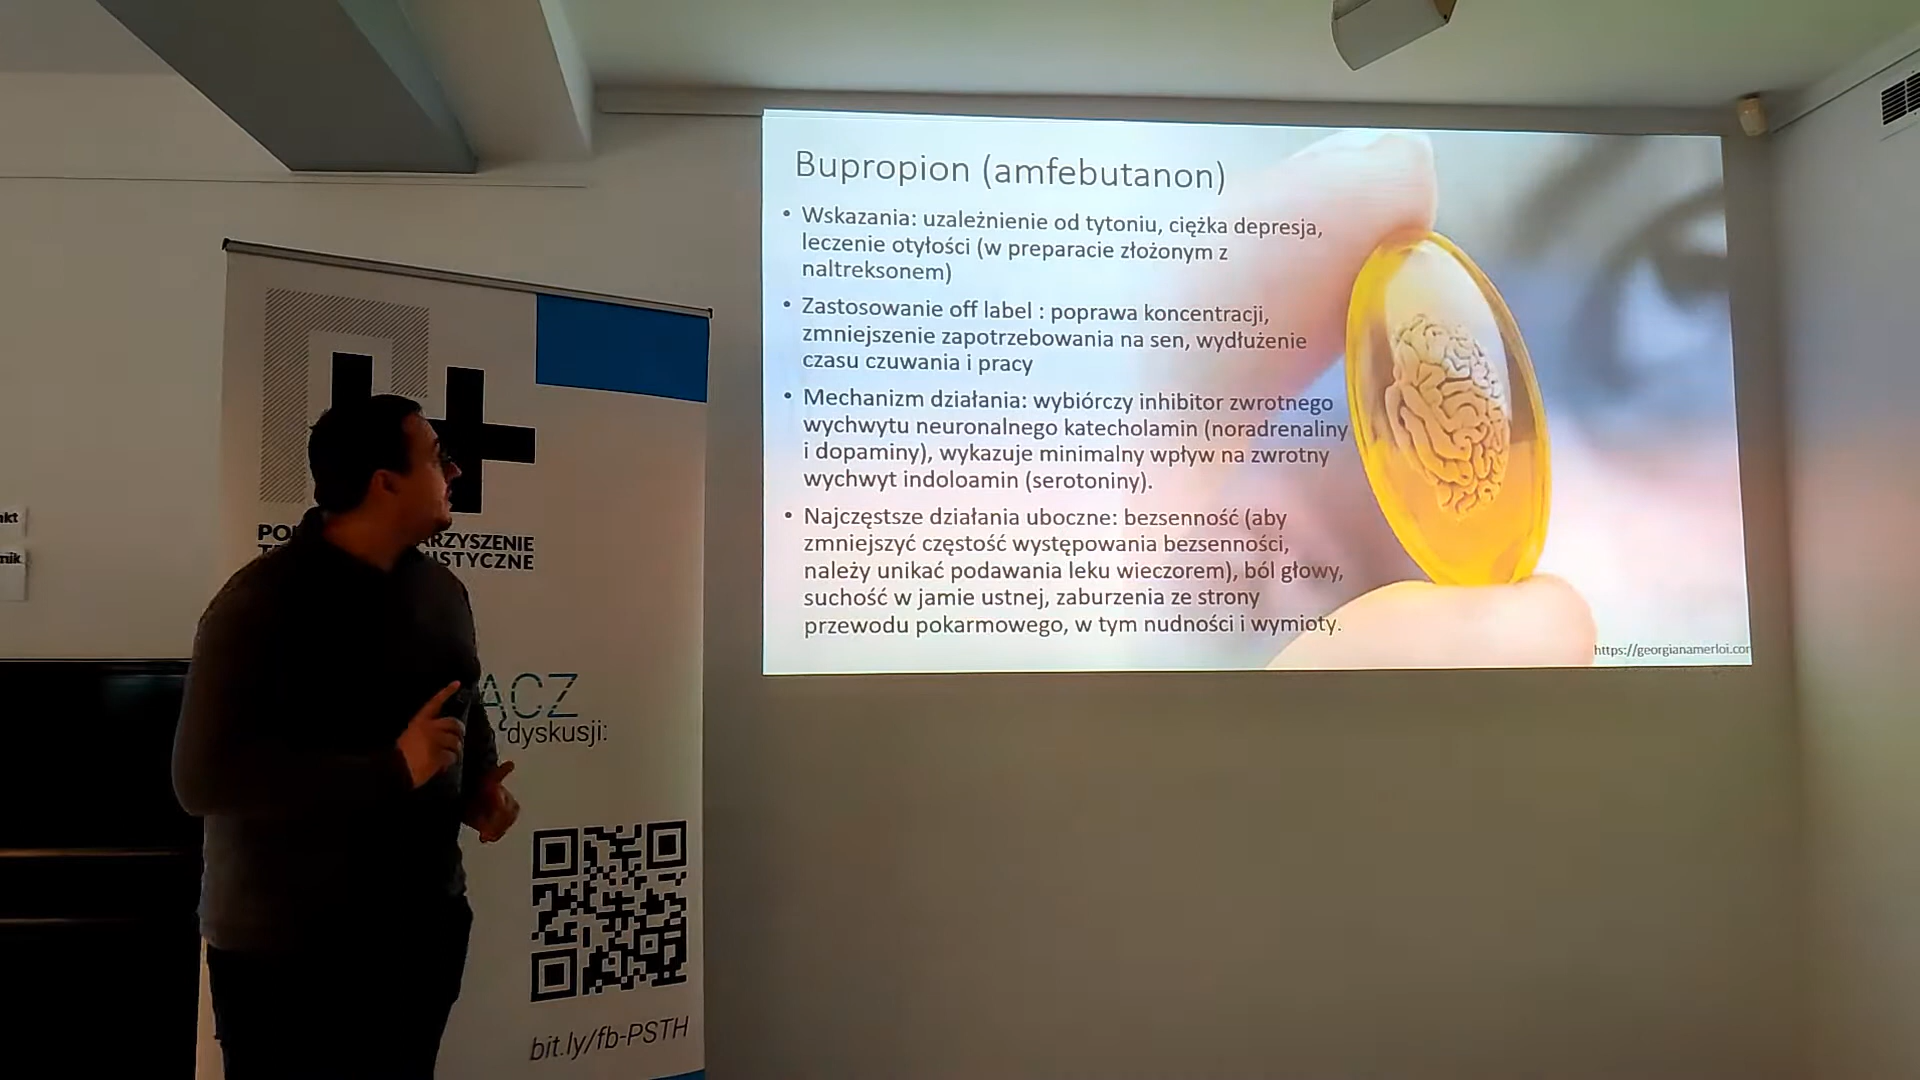 Bupropion (amfebutanon)
• Wskazania: uzależnienie od tytoniu, ciężka depresja,
leczenie otyłości (w preparacie złożonym z
naltreksonem)
• Zastosowanie off label : poprawa koncentracji,
zmniejszenie zapotrzebowania na sen, wydłużenie
czasu czuwania i pracy
• Mechanizm działania: wybiórczy inhibitor zwrotnego
wychwytu neuronalnego katecholamin (noradrenaliny
i dopaminy), wykazuje minimalny wpływ na zwrotny
wychwyt indoloamin (serotoniny).
• Najczęstsze działania uboczne: bezsenność (aby
zmniejszyć częstość występowania bezsenności,
należy unikać podawania leku wieczorem), ból głowy,
suchość w jamie ustnej, zaburzenia ze strony
przewodu pokarmowego, w tym nudności i wymioty.
https://georgianamerloi.cor
H+
dyskusji:
bit.ly/fb-PSTH